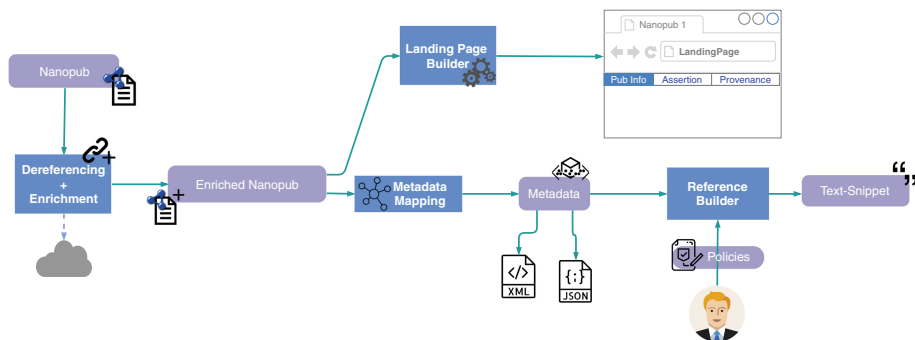 Nanopub
Dereferencing
+
Enrichment
Enriched Nanopub
Landing Page
Builder
Nanopub 1
LandingPage
Pub Info
Assertion
Provenance
Metadata
Mapping
Metadata
</>
XML
{;}
JSON
Reference
Builder
Policies
Text-Snippet
“